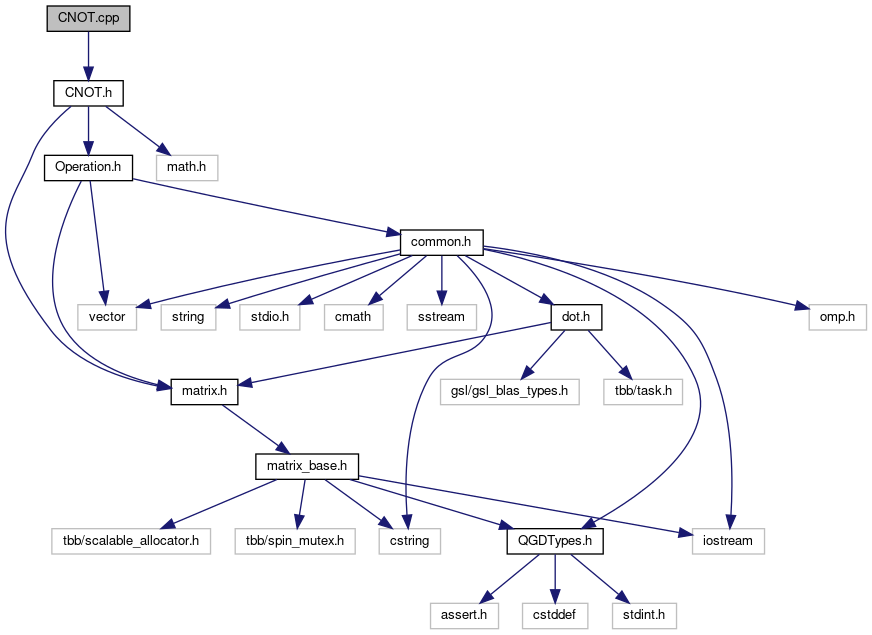 CNOT.cpp
CNOT.h
Operation.h
math.h
common.h
vector
string
stdio.h
cmath
sstream
dot.h
omp.h
matrix.h
gsl/gsl_blas_types.h
tbb/task.h
matrix_base.h
tbb/scalable_allocator.h
tbb/spin_mutex.h
cstring
QGDTypes.h
iostream
assert.h
cstddef
stdint.h